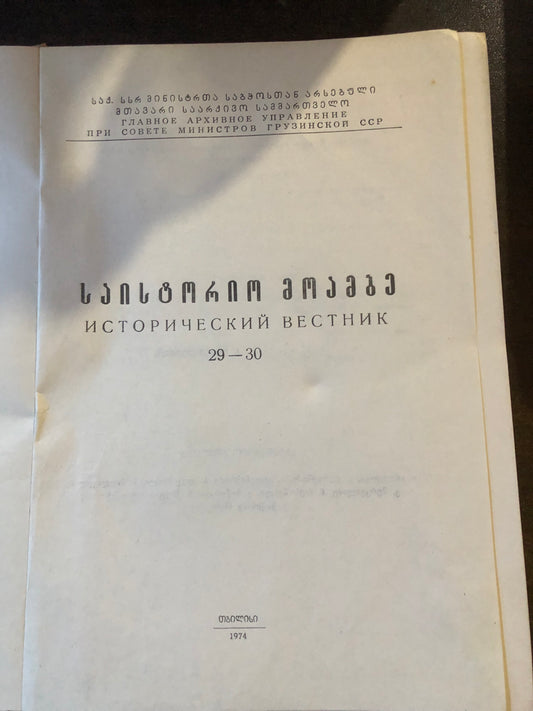 საქ. სსრ მინისტრთა საბჭოსთან არსებული
მთავარი საარქივო სამმართველო
ГЛАВНОЕ АРХИВНОЕ УПРАВЛЕНИЕ
ПРИ СОВЕТЕ МИНИСТРОВ ГРУЗИНСКОЙ ССР
საისტორიო მოამბე
ИСТОРИЧЕСКИЙ ВЕСТНИК
29—30
თბილისი
1974